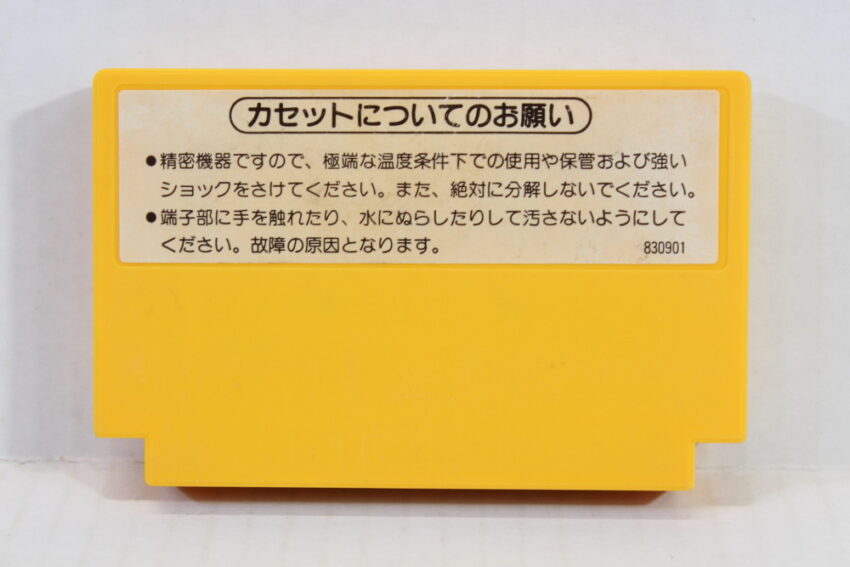 カセットについてのお願い
●精密機器ですので、極端な温度条件下での使用や保管および強い
ショックをさけてください。また、絶対に分解しないでください。
●端子部に手を触れたり、水にぬらしたりして汚さないようにして
ください。故障の原因となります。 830901